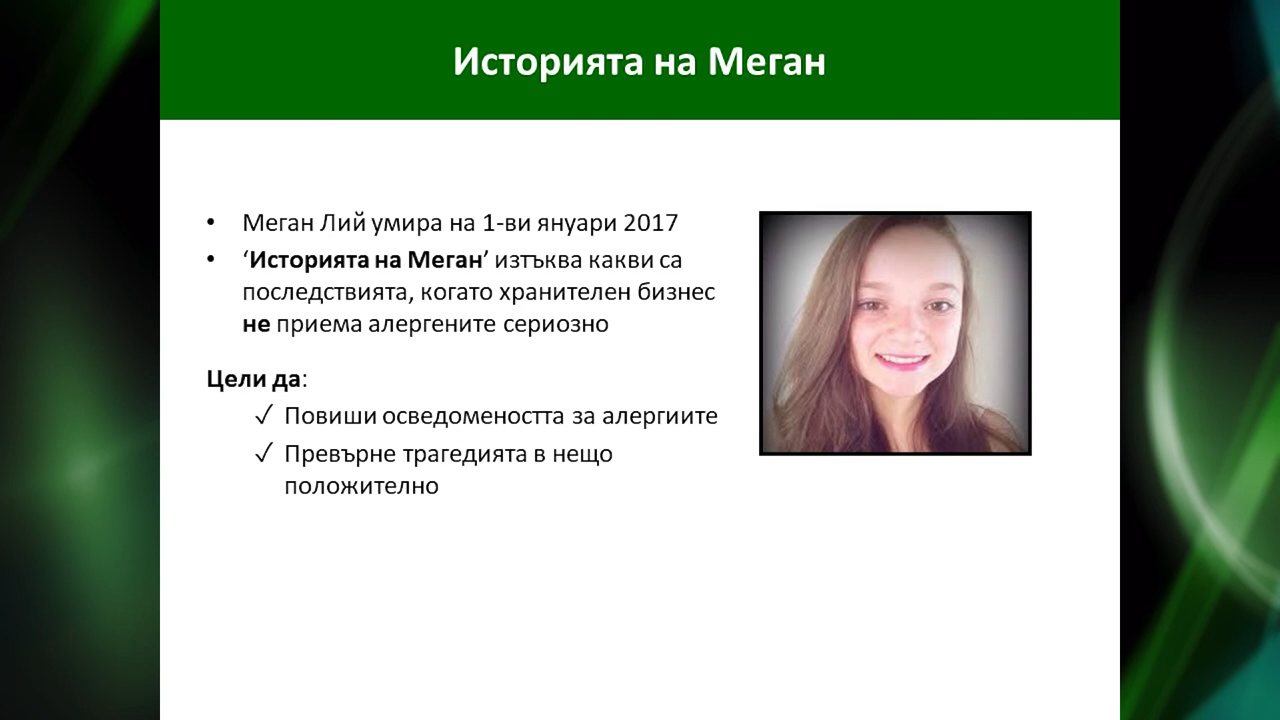 Историята на Меган
• Меган Лий умира на 1-ви януари 2017
• ‘Историята на Меган’ изтъква какви са
последствията, когато хранителен бизнес
не приема алергените сериозно
Цели да:
✓ Повиши осведомеността за алергиите
✓ Превърне трагедията в нещо
положително